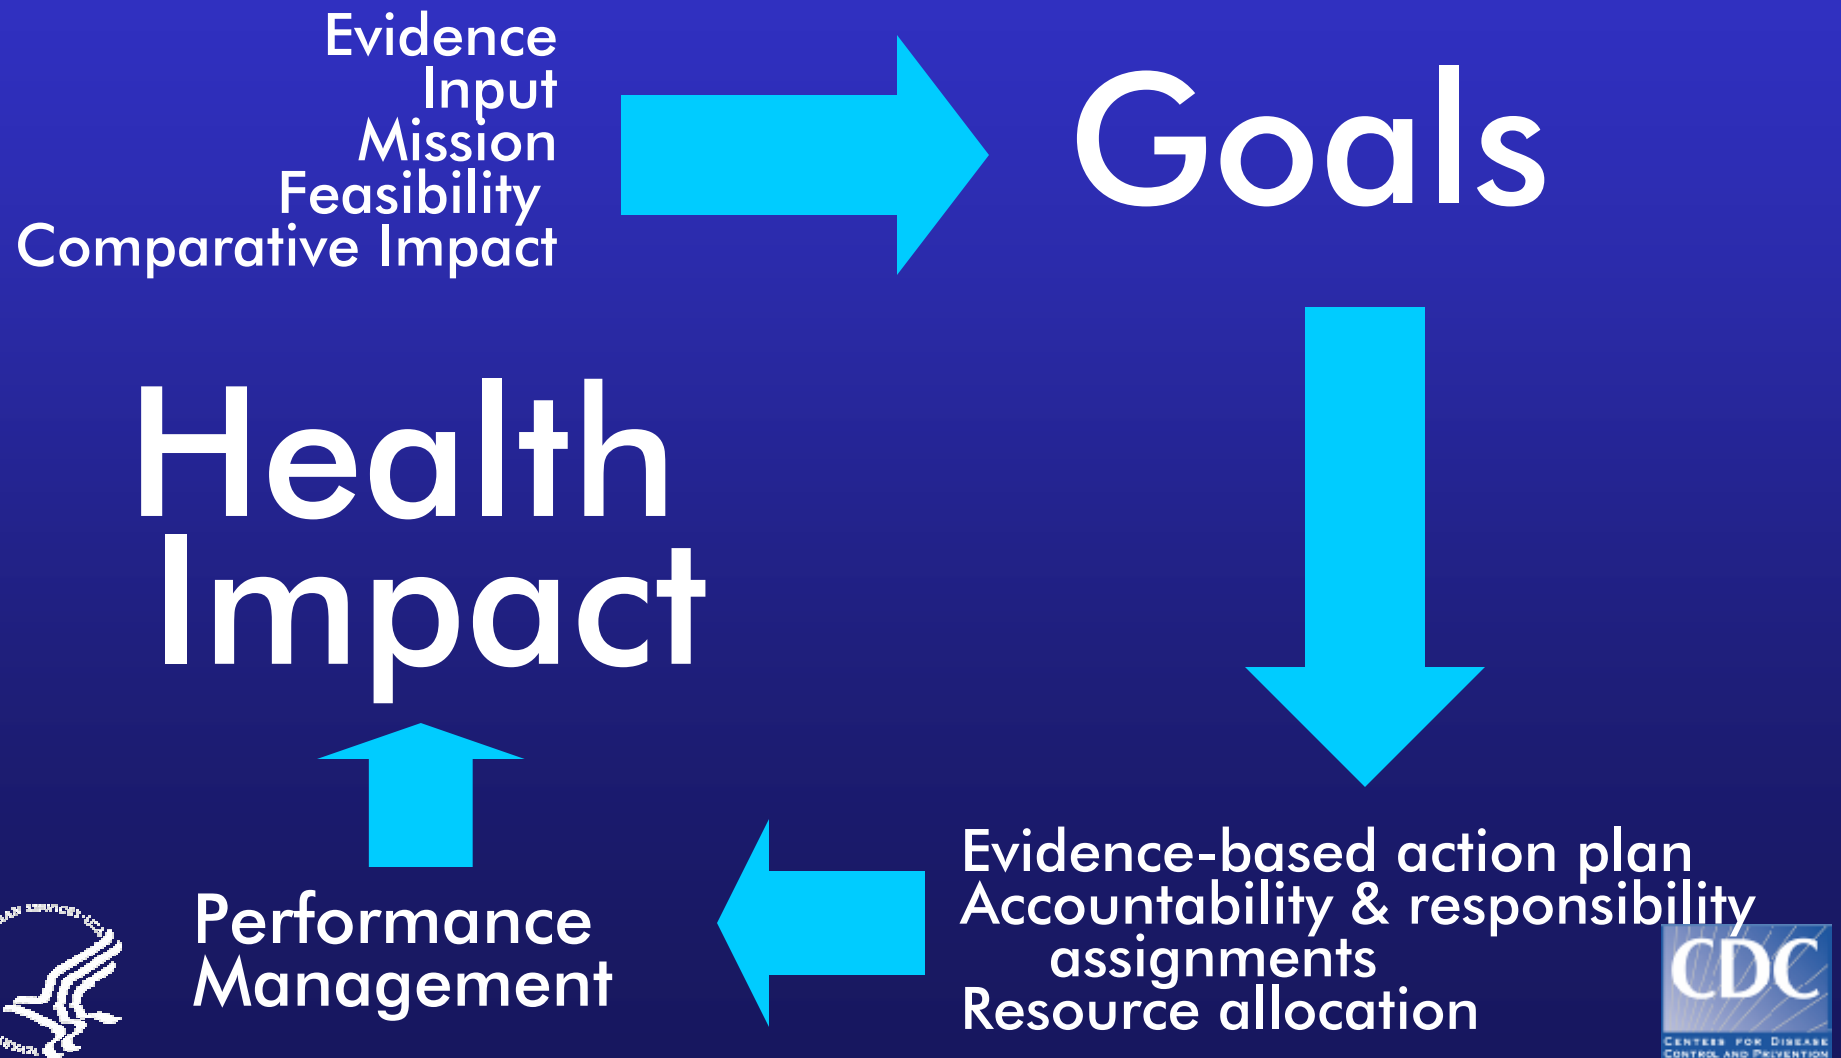 Evidence
Input
Mission
Feasibility
Comparative Impact
Goals
Health
Impact
Evidence-based action plan
Accountability & responsibility
assignments
Resource allocation
Performance
Management
CDC
CENTERS FOR DISEASE
CONTROL AND PREVENTION